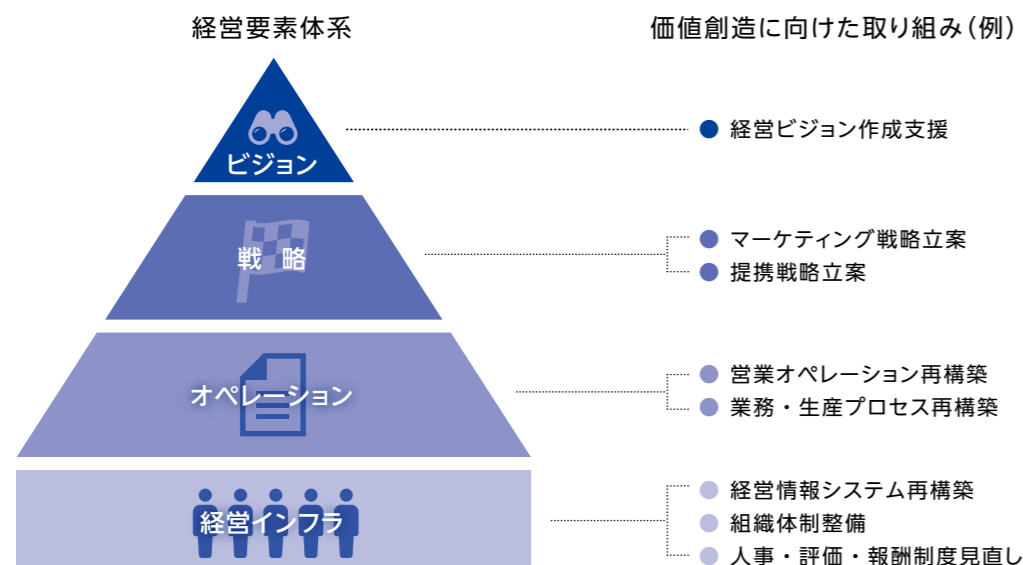 経営要素体系
価値創造に向けた取り組み（例）
ビジョン
経営ビジョン作成支援
戦 略
マーケティング戦略立案
提携戦略立案
オペレーション
営業オペレーション再構築
業務・生産プロセス再構築
経営インフラ
経営情報システム再構築
組織体制整備
人事・評価・報酬制度見直し